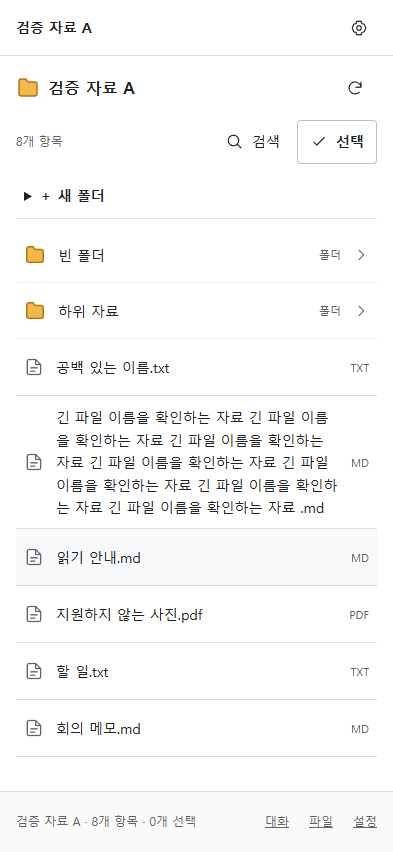 검증 자료 A
검증 자료 A
8개 항목
검색
선택
▶ + 새 폴더
빈 폴더 폴더
하위 자료 폴더
공백 있는 이름.txt TXT
긴 파일 이름을 확인하는 자료 긴 파일 이름
을 확인하는 자료 긴 파일 이름을 확인하는
자료 긴 파일 이름을 확인하는 자료 긴 파일
이름을 확인하는 자료 긴 파일 이름을 확인하
는 자료 긴 파일 이름을 확인하는 자료 .md
MD
읽기 안내.md MD
지원하지 않는 사진.pdf PDF
할 일.txt TXT
회의 메모.md MD
검증 자료 A · 8개 항목 · 0개 선택
대화 파일 설정